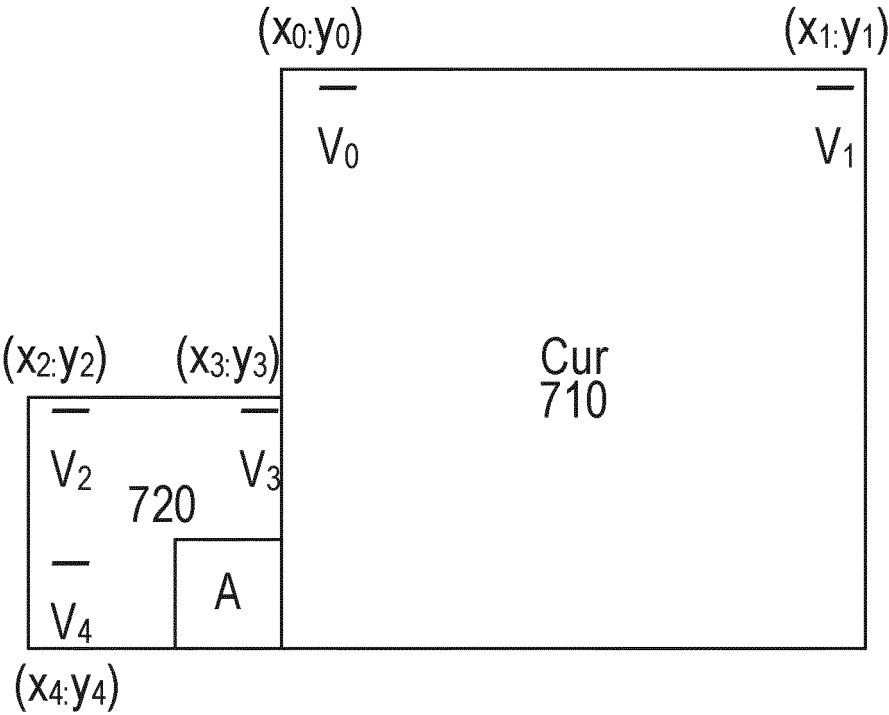 (x0:y0) (x1:y1)
V0 V1
Cur
710
(x2:y2) (x3:y3)
V2 V3
720
A
V4
(x4:y4)